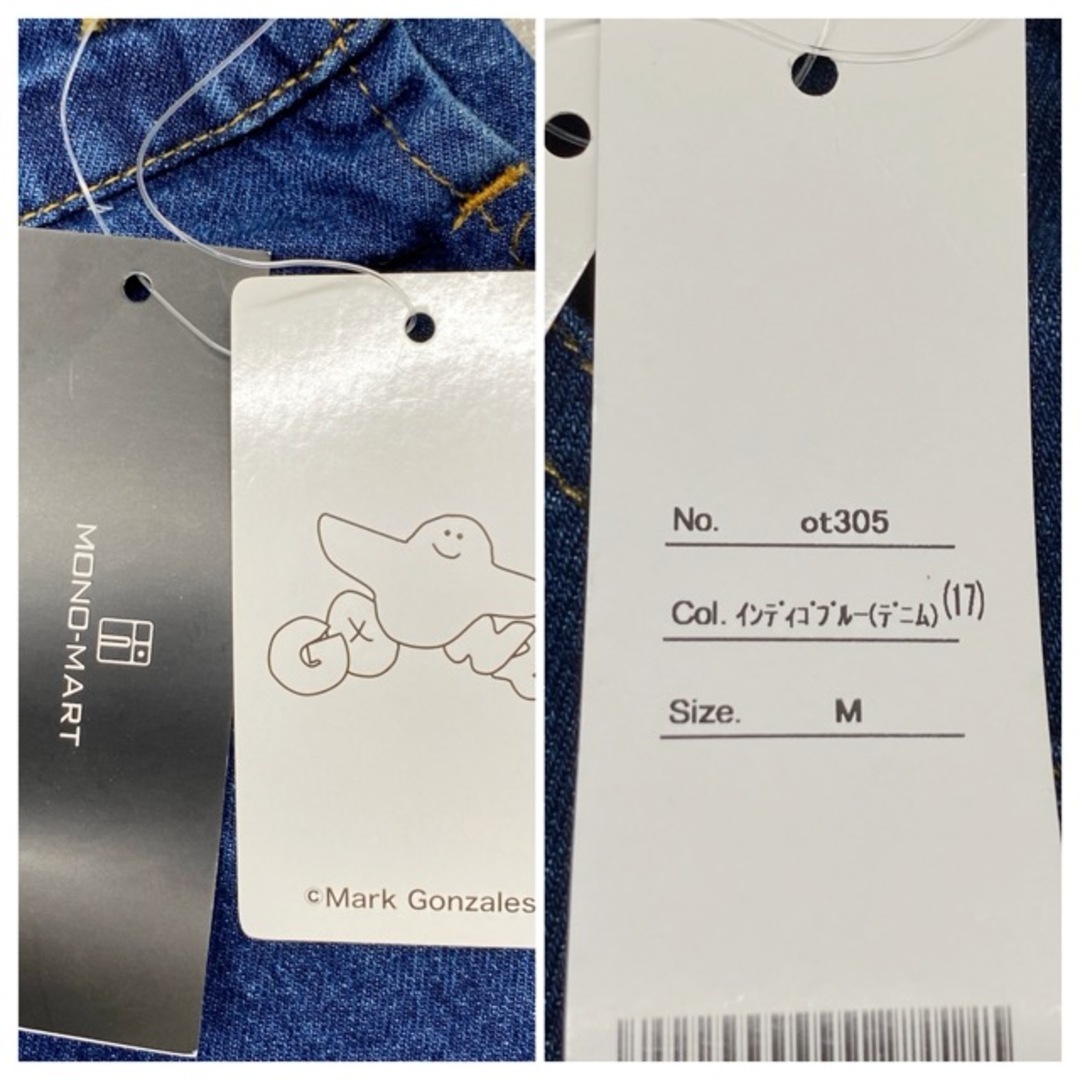 MONO-MART
©Mark Gonzales
No. ot305
Col. ｲﾝﾃﾞｨｺﾞﾌﾞﾙｰ(ﾃﾞﾆﾑ)(17)
Size. M